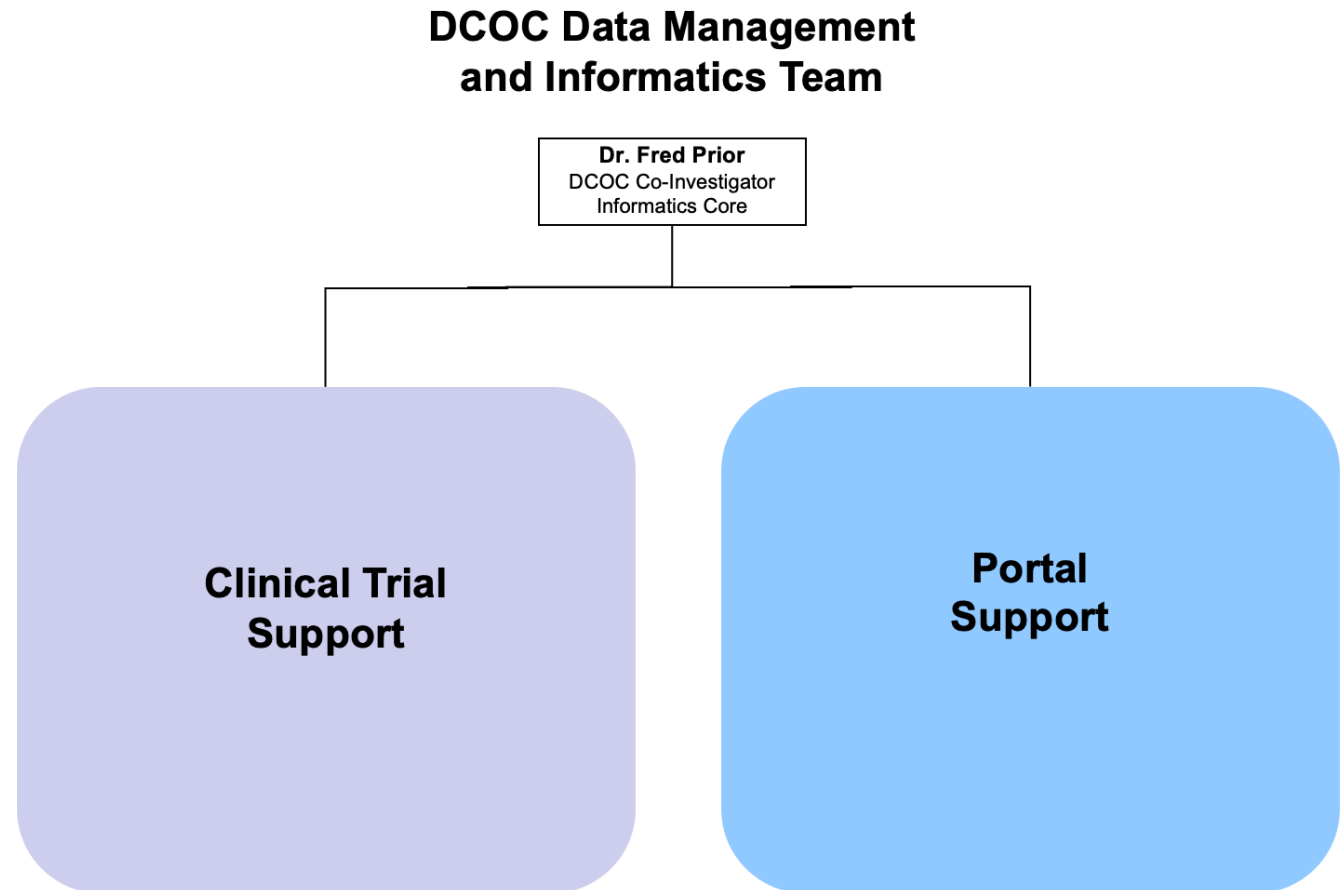 DCOC Data Management
and Informatics Team
Dr. Fred Prior
DCOC Co-Investigator
Informatics Core
Clinical Trial
Support
Portal
Support